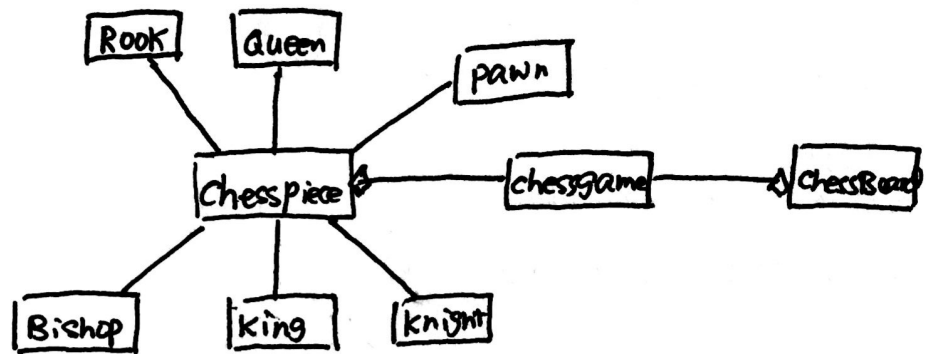 Rook
Queen
pawn
ChessPiece
chessgame
ChessBoard
Bishop
King
Knight